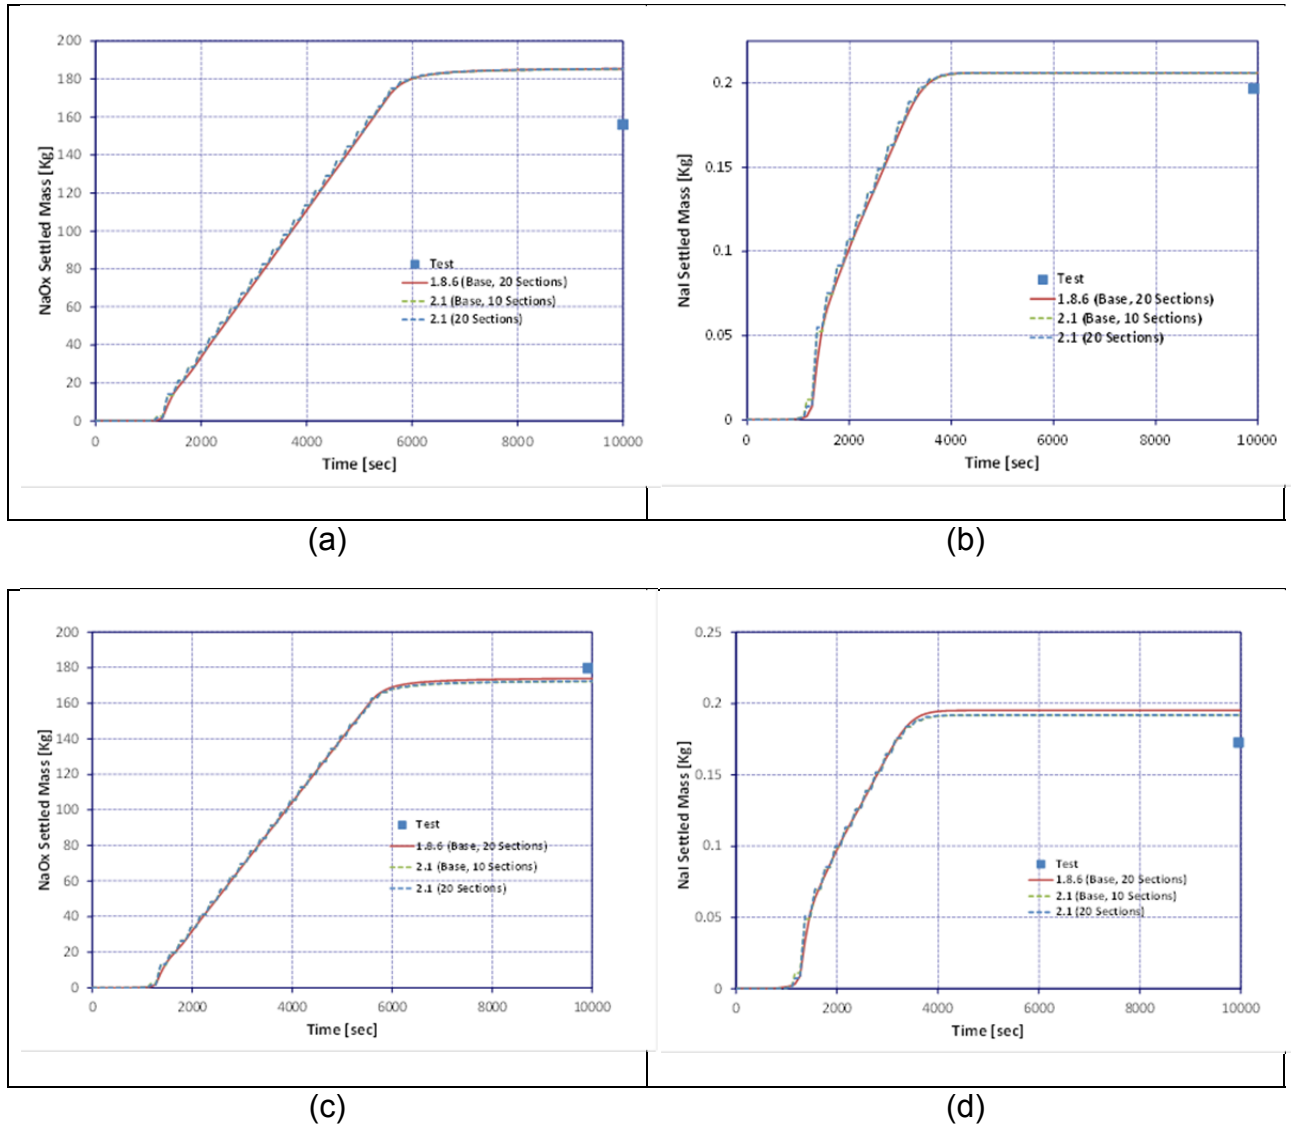 200
180
160
140
120
100
80
60
40
20
0
NaOx Settled Mass [Kg]
Test
1.8.6 (Base, 20 Sections)
2.1 (Base, 10 Sections)
2.1 (20 Sections)
0 2000 4000 6000 8000 10000
Time [sec]
(a)
0.2
0.15
0.1
0.05
0
NaI Settled Mass [Kg]
Test
1.8.6 (Base, 20 Sections)
2.1 (Base, 10 Sections)
2.1 (20 Sections)
0 2000 4000 6000 8000 10000
Time [sec]
(b)
200
180
160
140
120
100
80
60
40
20
0
NaOx Settled Mass [Kg]
Test
1.8.6 (Base, 20 Sections)
2.1 (Base, 10 Sections)
2.1 (20 Sections)
0 2000 4000 6000 8000 10000
Time [sec]
(c)
0.25
0.2
0.15
0.1
0.05
0
NaI Settled Mass [Kg]
Test
1.8.6 (Base, 20 Sections)
2.1 (Base, 10 Sections)
2.1 (20 Sections)
0 2000 4000 6000 8000 10000
Time [sec]
(d)